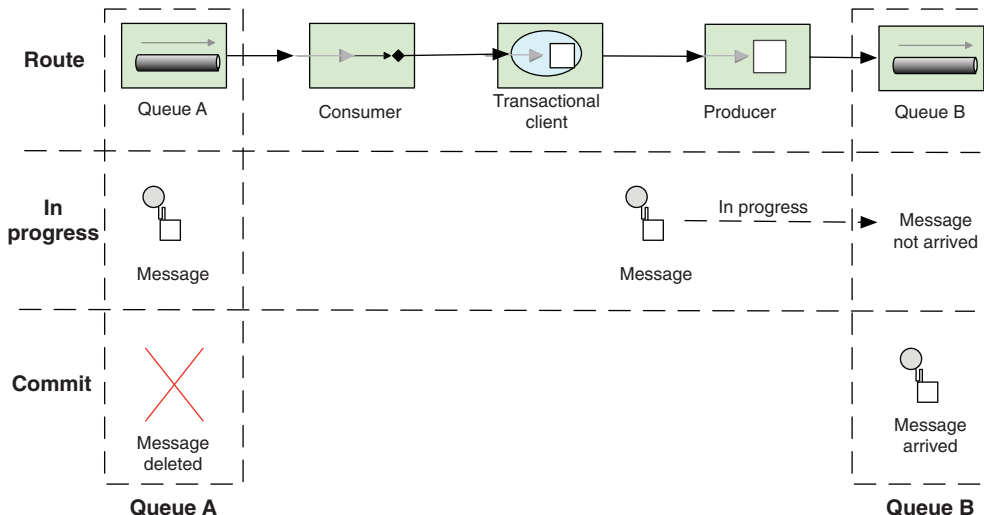 Route
Queue A
Consumer
Transactional
client
Producer
Queue B
In
progress
Message
Message
In progress
Message
not arrived
Commit
Message
deleted
Message
arrived
Queue A
Queue B